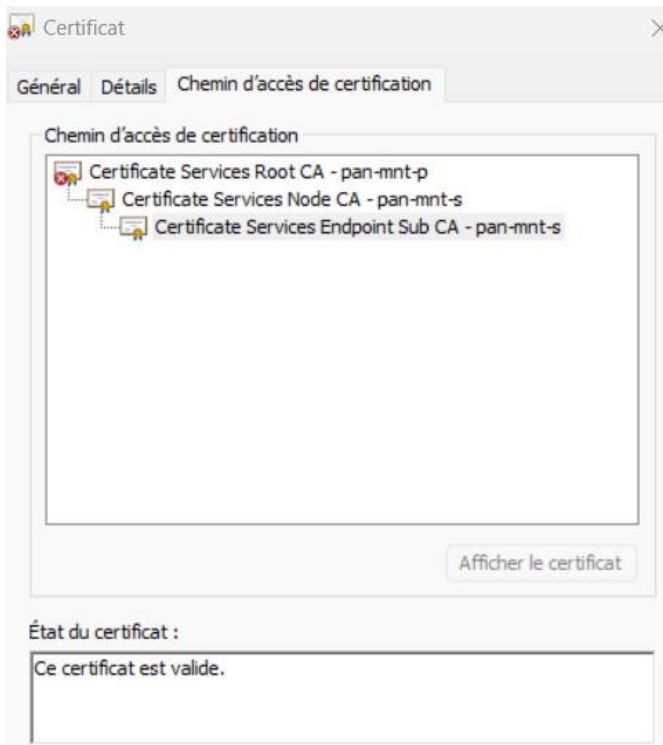 Certificat
Général Détails Chemin d'accès de certification
Chemin d'accès de certification
Certificate Services Root CA - pan-mnt-p
Certificate Services Node CA - pan-mnt-s
Certificate Services Endpoint Sub CA - pan-mnt-s
Afficher le certificat
État du certificat :
Ce certificat est valide.